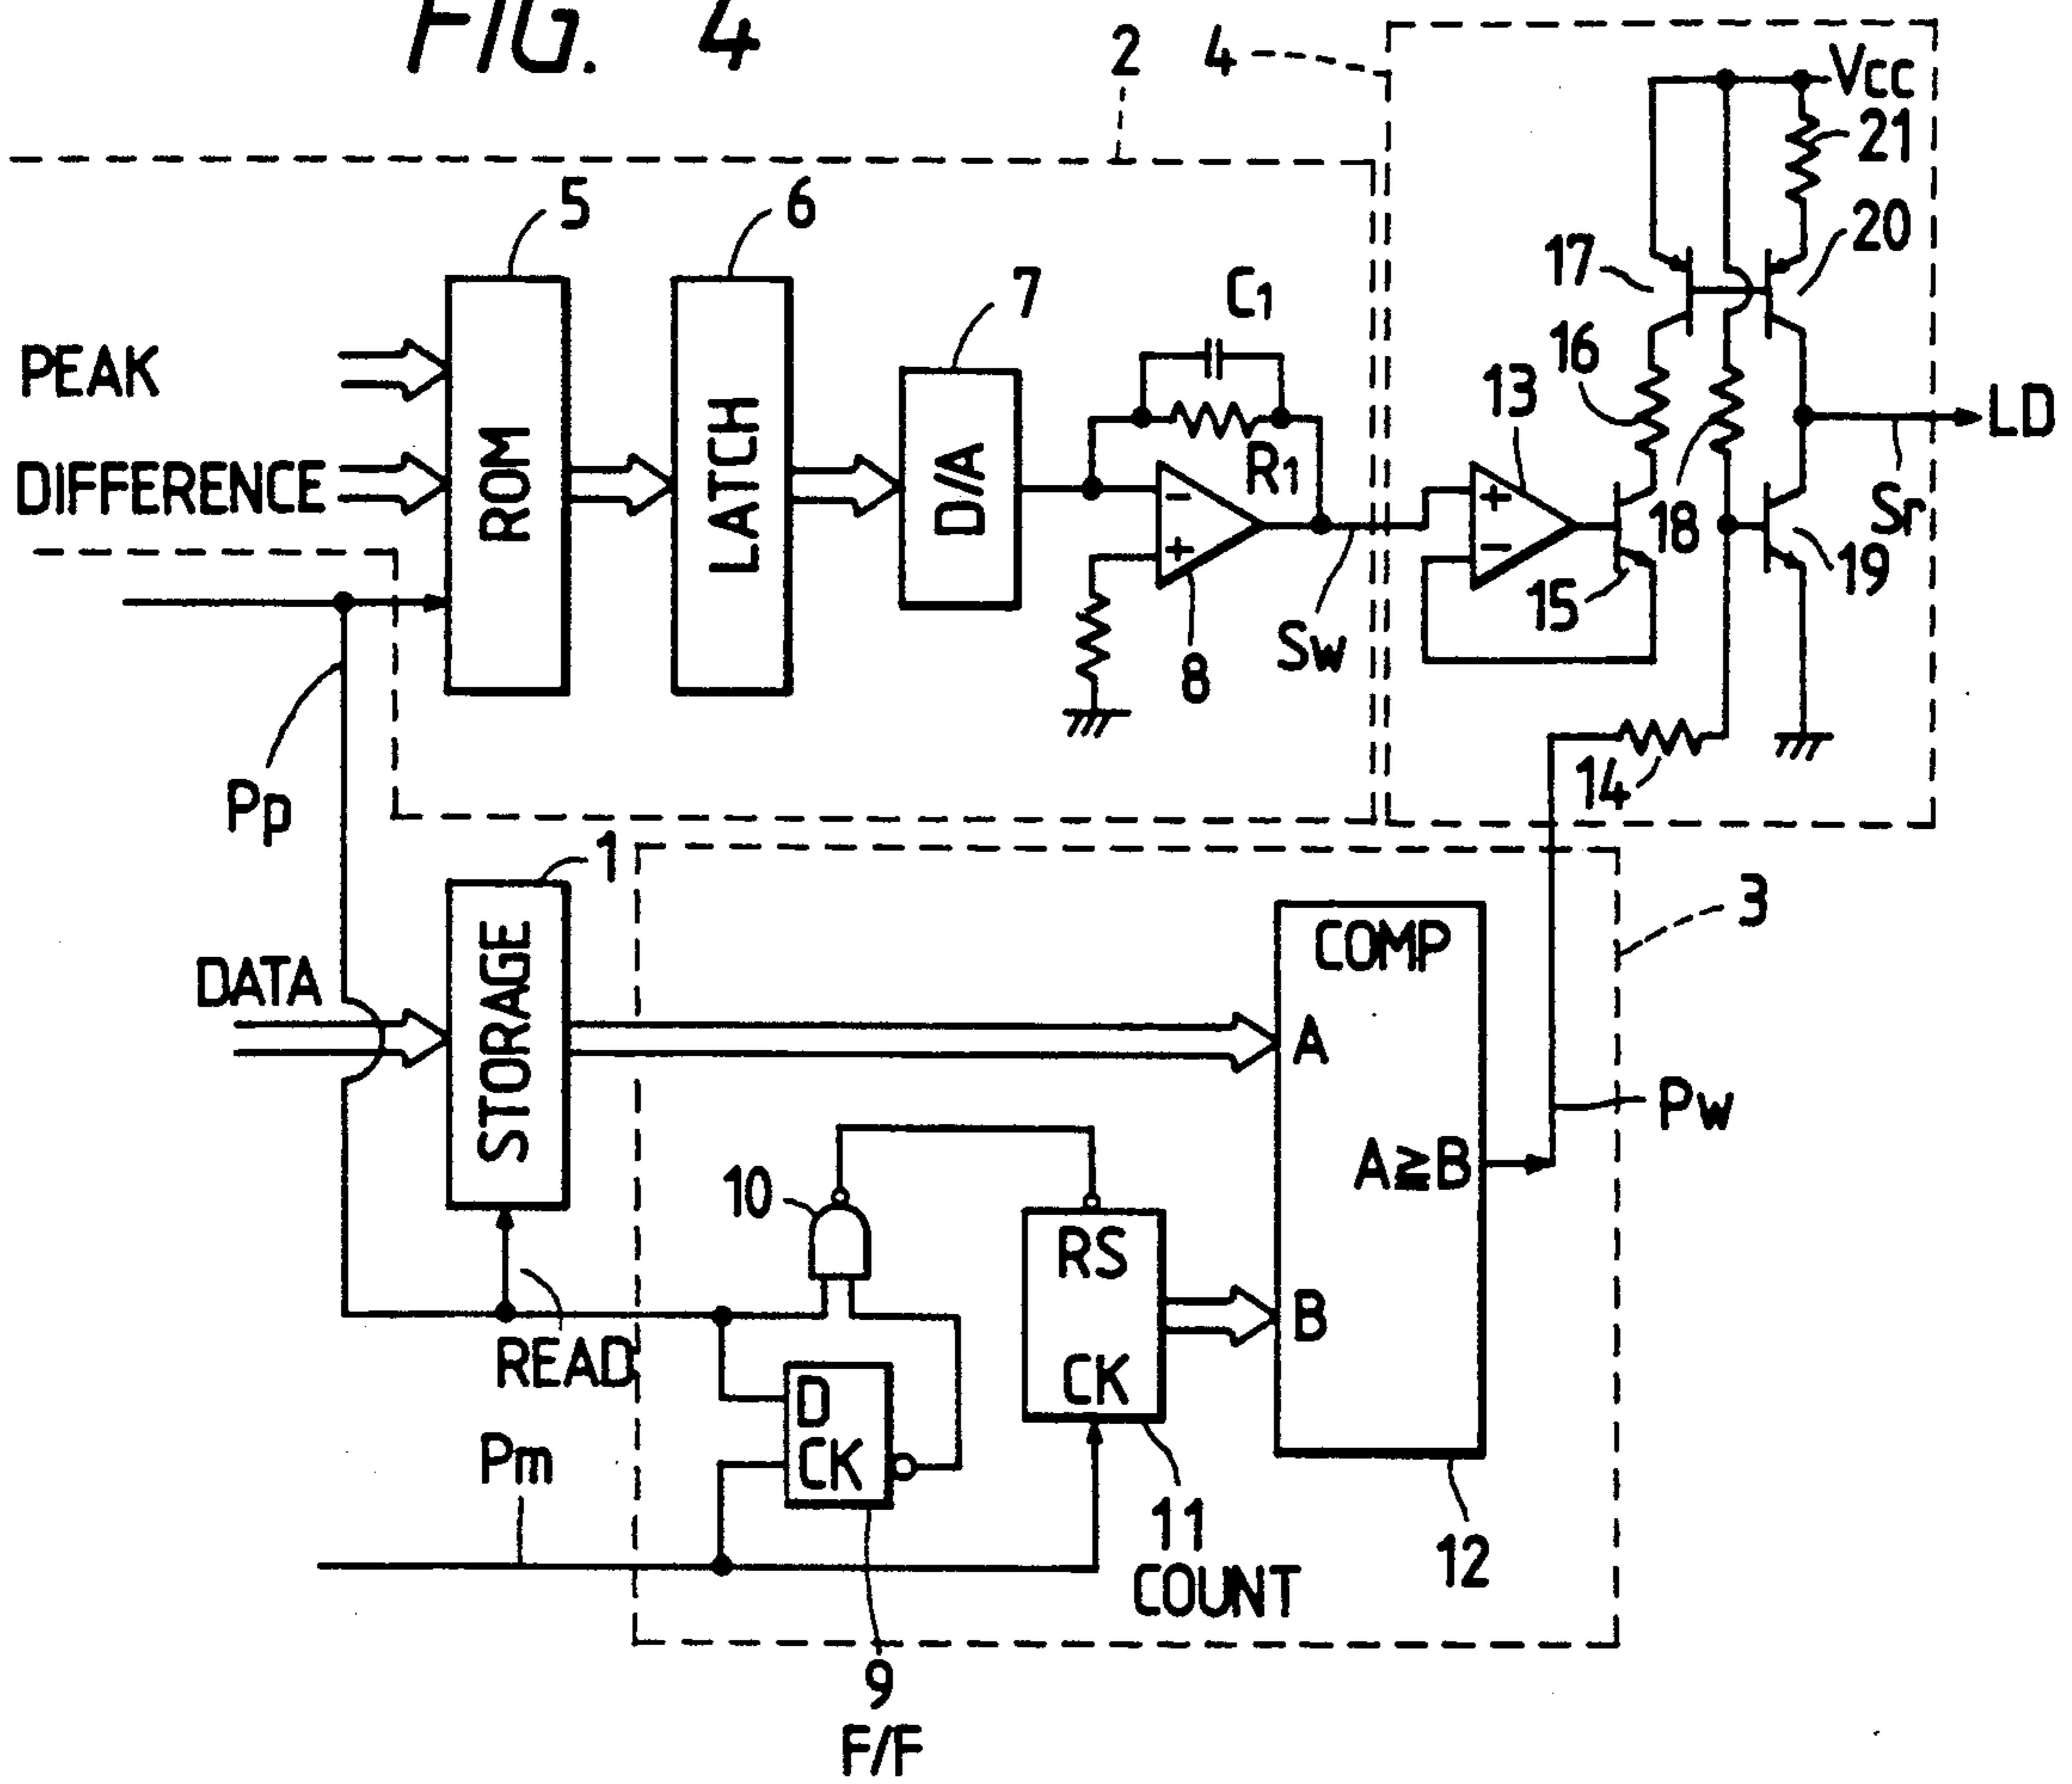 FIG. 4
2
4
Vcc
21
5
6
20
17
7
C1
16
PEAK
13
ROM
LATCH
D/A
R1
DIFFERENCE
−
+
+
−
18
Sr
LD
19
15
8
Sw
14
Pp
1
3
STORAGE
COMP
DATA
A
Pw
A≧B
10
RS
B
READ
D
CK
CK
Pm
11
COUNT
12
9
F/F